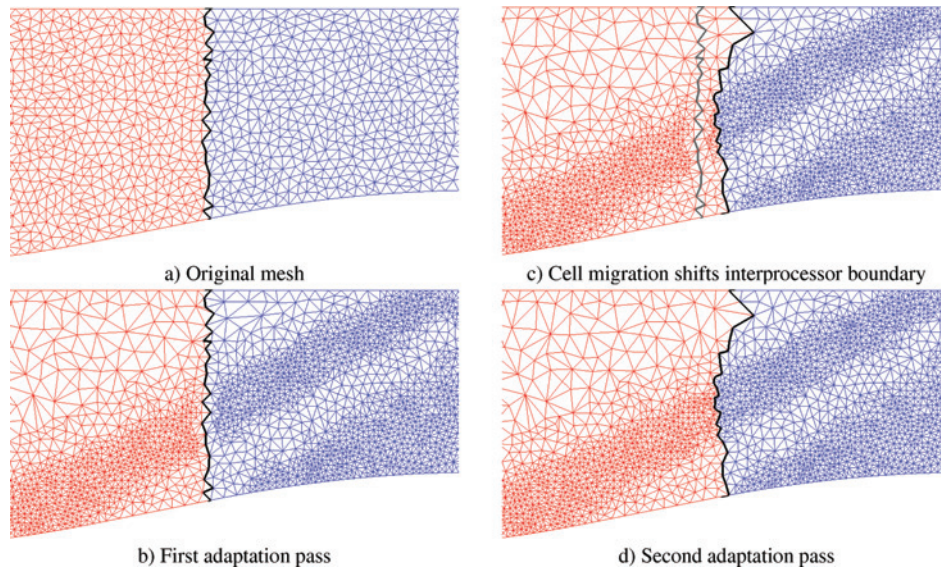 a) Original mesh
c) Cell migration shifts interprocessor boundary
b) First adaptation pass
d) Second adaptation pass